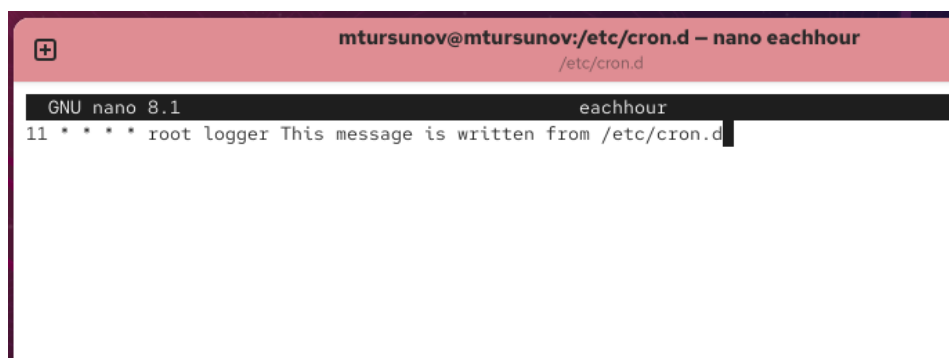 mtursunov@mtursunov:/etc/cron.d — nano eachhour
/etc/cron.d
GNU nano 8.1 eachhour
11 * * * * root logger This message is written from /etc/cron.d